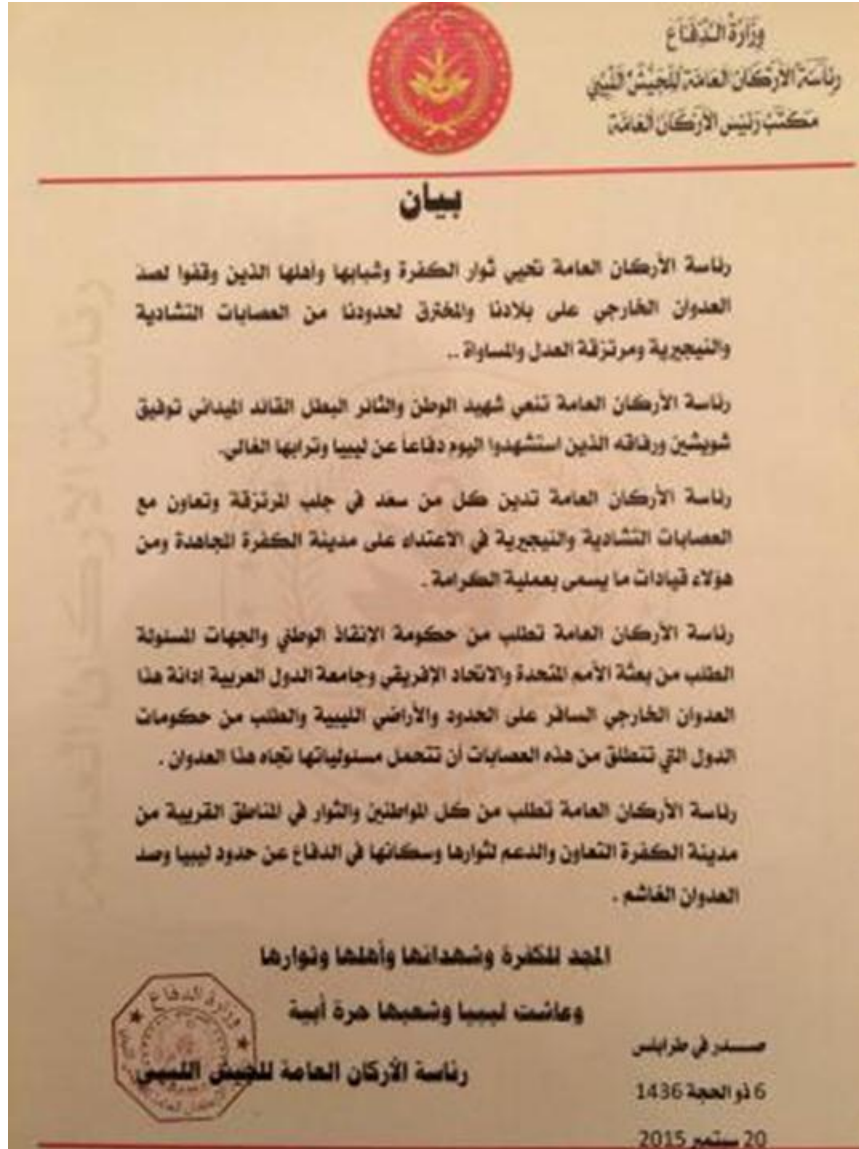 وزارة الدفاع
رئاسة الأركان العامة للجيش الليبي
مكتب رئيس الأركان العامة
بيان
رئاسة الأركان العامة تحيي ثوار الكفرة وشبابها وأهلها الذين وقفوا لصد
العدوان الخارجي على بلادنا والمخترق لحدودنا من العصابات التشادية
والنيجيرية ومرتزقة العدل والمساواة ..
رئاسة الأركان العامة تنعي شهيد الوطن والثائر البطل القائد الميداني توفيق
شويشين ورفاقه الذين استشهدوا اليوم دفاعاً عن ليبيا وترابها الغالي.
رئاسة الأركان العامة تدين كل من سعد في جلب المرتزقة وتعاون مع
العصابات التشادية والنيجيرية في الاعتداء على مدينة الكفرة المجاهدة ومن
هؤلاء قيادات ما يسمى بعملية الكرامة .
رئاسة الأركان العامة تطلب من حكومة الإنقاذ الوطني والجهات المسئولة
الطلب من بعثة الأمم المتحدة والاتحاد الإفريقي وجامعة الدول العربية إدانة هذا
العدوان الخارجي السافر على الحدود والأراضي الليبية والطلب من حكومات
الدول التي تنطلق من هذه العصابات أن تتحمل مسئولياتها تجاه هذا العدوان .
رئاسة الأركان العامة تطلب من كل المواطنين والثوار في المناطق القريبة من
مدينة الكفرة التعاون والدعم لثوارها وسكانها في الدفاع عن حدود ليبيا وصد
العدوان الغاشم .
المجد للكفرة وشهدائها وأهلها وثوارها
وعاشت ليبيا وشعبها حرة أبية
رئاسة الأركان العامة للجيش الليبي
صـــدر في طرابلس
6 ذو الحجة 1436
20 سبتمبر 2015
رئاسة الأركان العامة
وزارة الدفاع